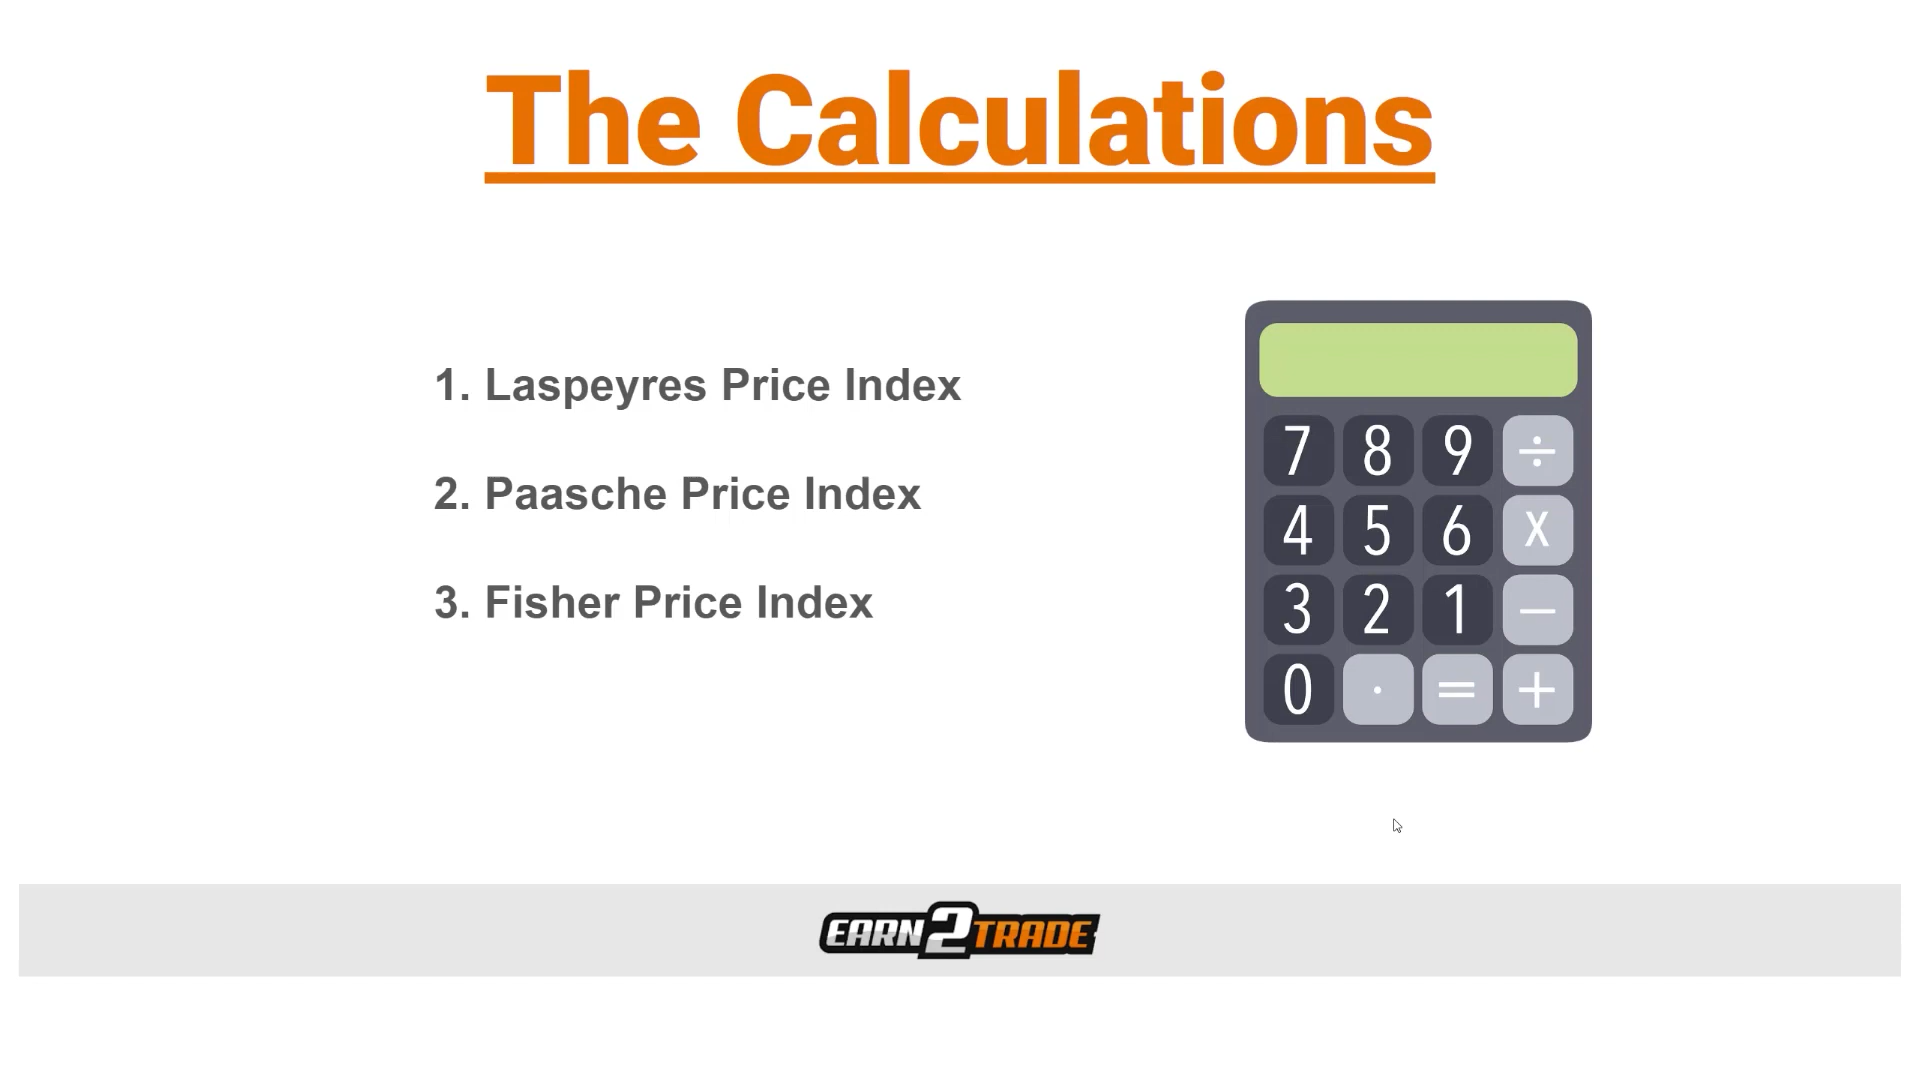 The Calculations
1. Laspeyres Price Index
2. Paasche Price Index
3. Fisher Price Index
7 8 9 ÷
4 5 6 X
3 2 1 −
0 . = +
EARN2TRADE